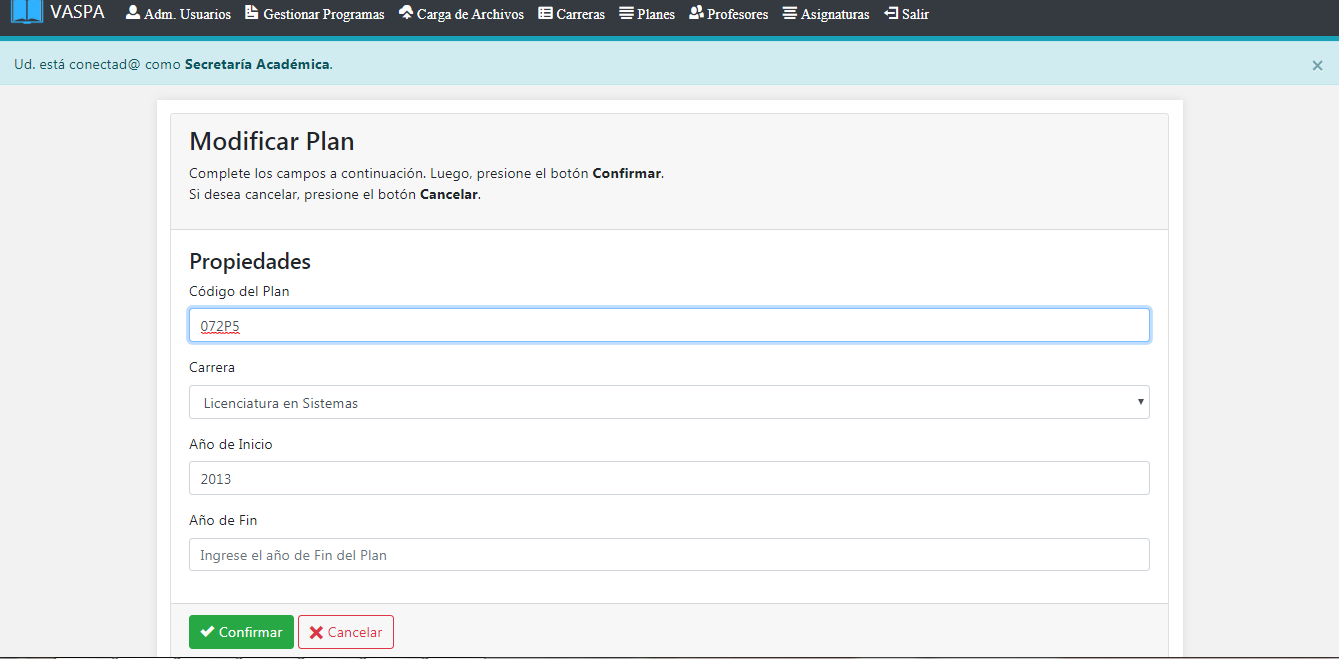 VASPA Adm. Usuarios Gestionar Programas Carga de Archivos Carreras Planes Profesores Asignaturas Salir
Ud. está conectad@ como Secretaría Académica. ×
Modificar Plan
Complete los campos a continuación. Luego, presione el botón Confirmar.
Si desea cancelar, presione el botón Cancelar.
Propiedades
Código del Plan
072P5
Carrera
Licenciatura en Sistemas
Año de Inicio
2013
Año de Fin
Ingrese el año de Fin del Plan
Confirmar Cancelar